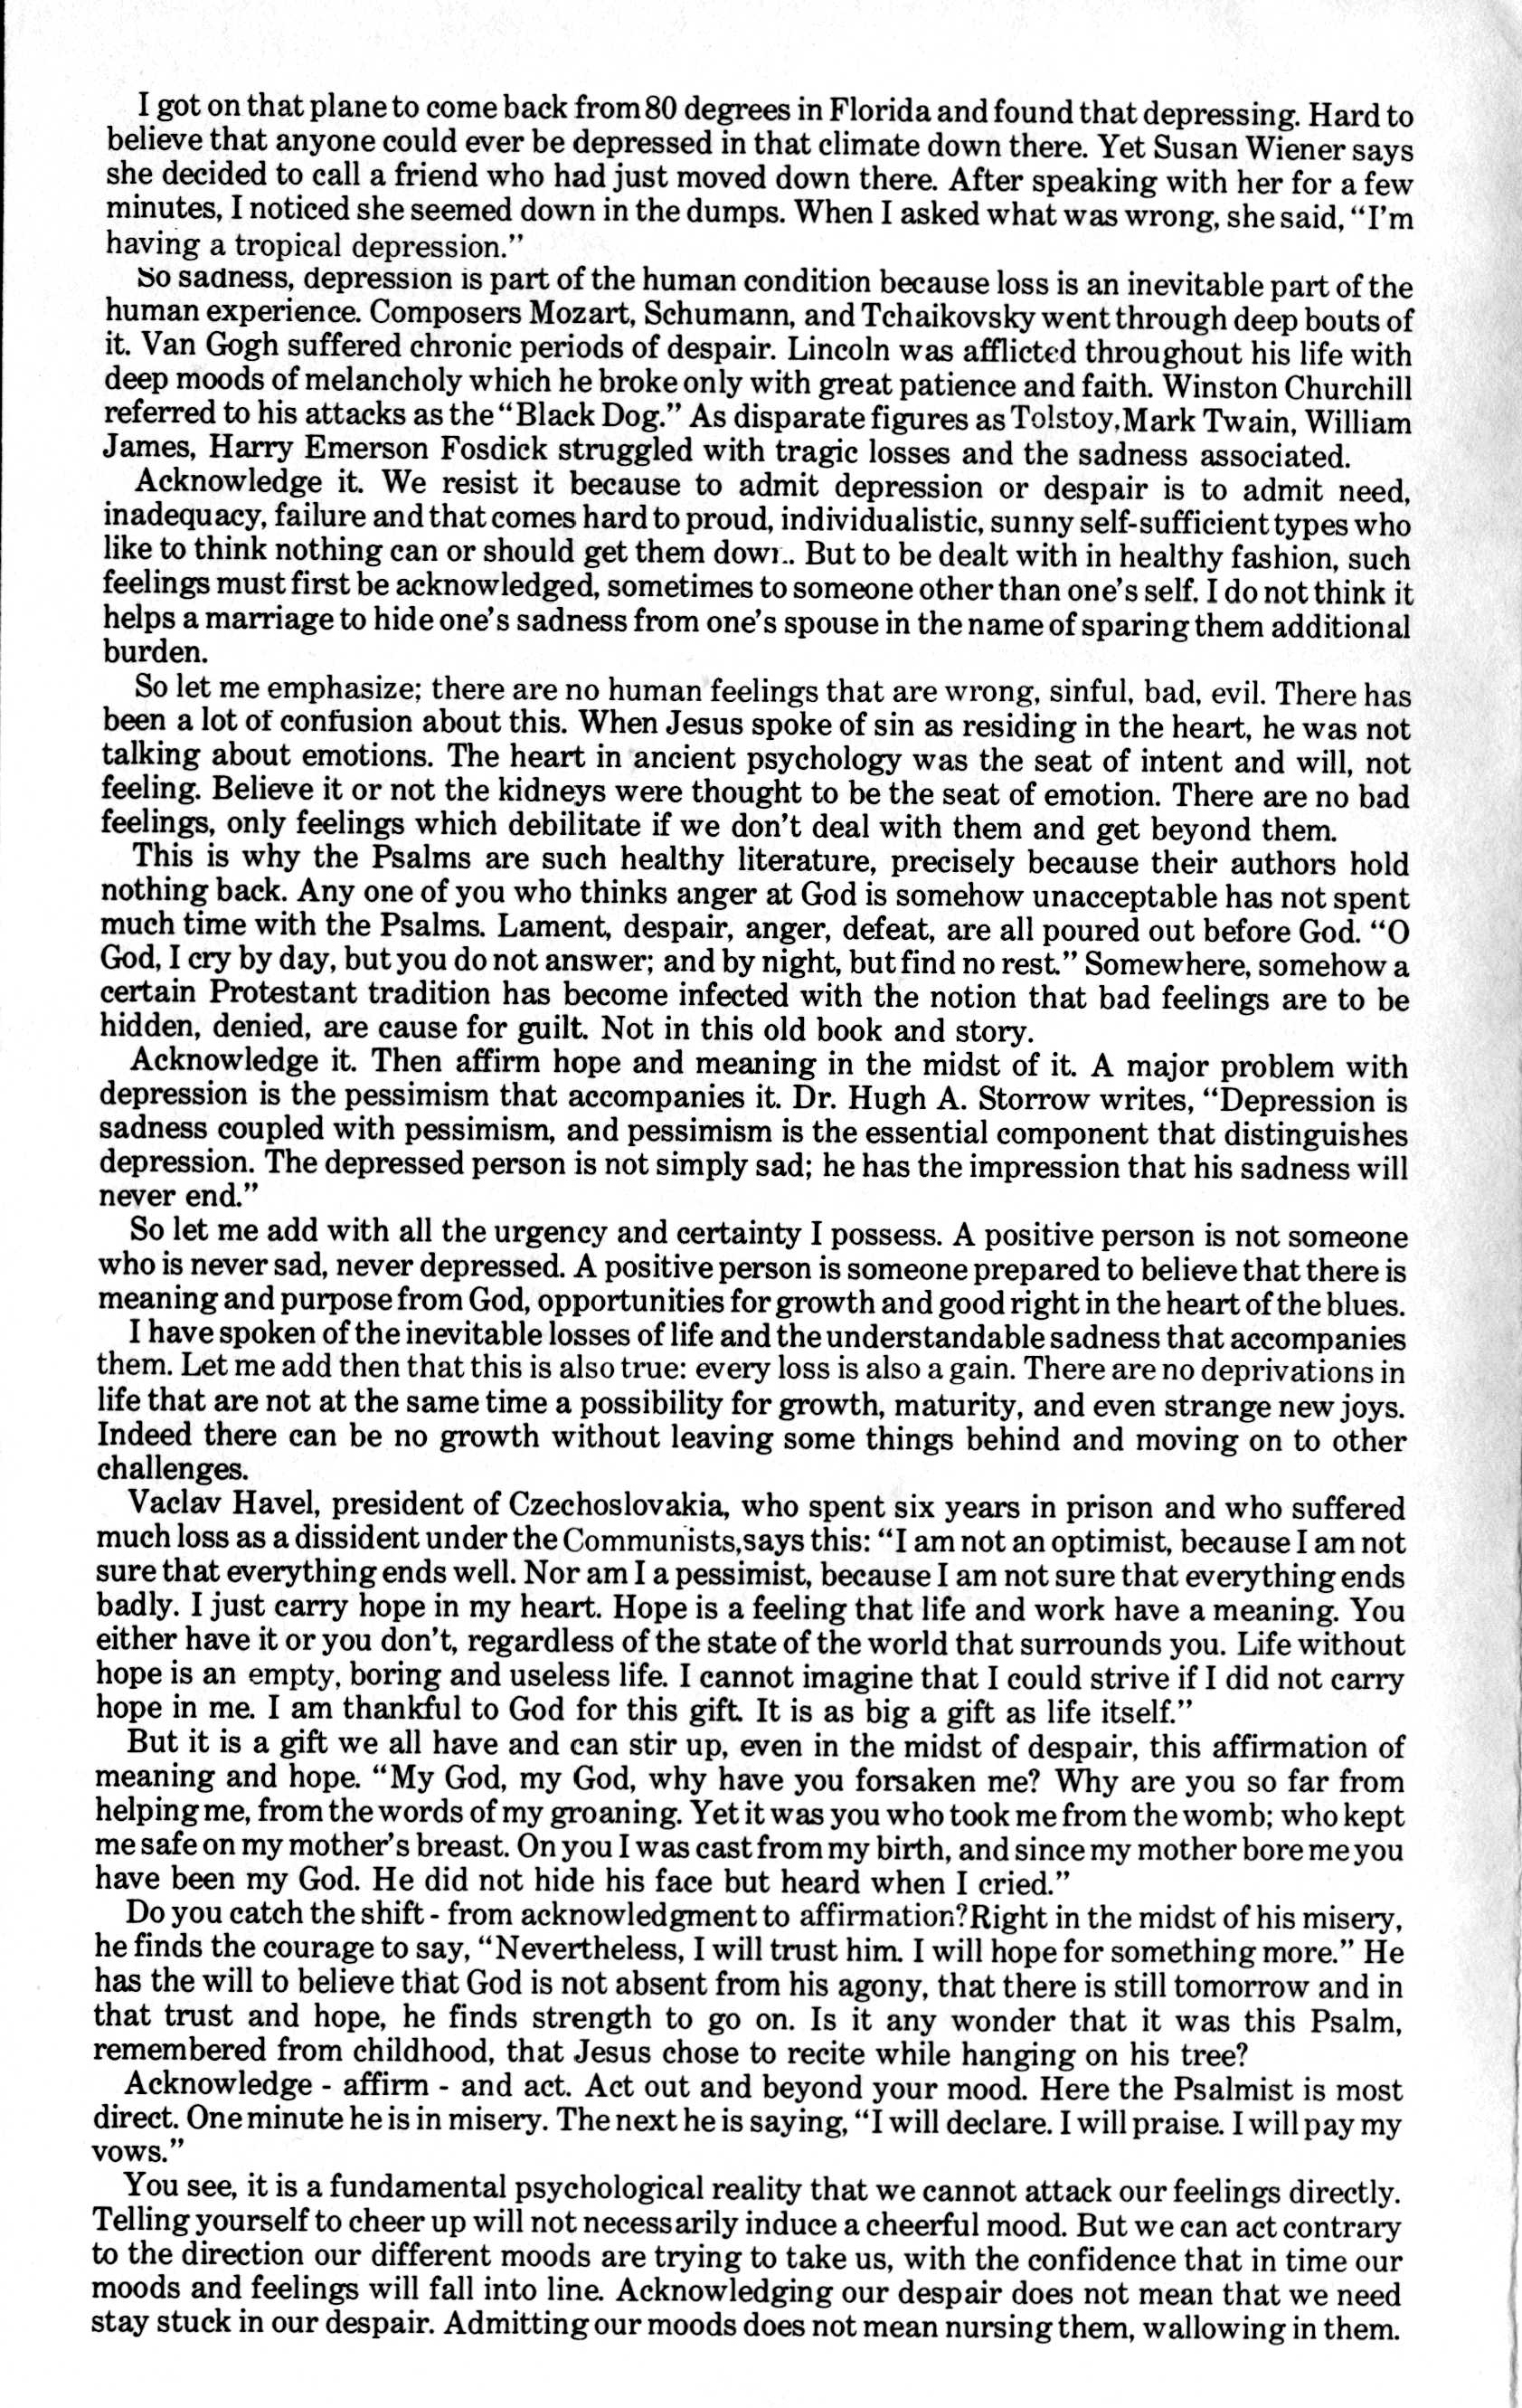 I got on that plane to come back from 80 degrees in Florida and found that depressing. Hard to
believe that anyone could ever be depressed in that climate down there. Yet Susan Wiener says
she decided to call a friend who had just moved down there. After speaking with her for a few
minutes, I noticed she seemed down in the dumps. When I asked what was wrong, she said, “I’m
having a tropical depression.”
So sadness, depression is part of the human condition because loss is an inevitable part of the
human experience. Composers Mozart, Schumann, and Tchaikovsky went through deep bouts of
it. Van Gogh suffered chronic periods of despair. Lincoln was afflicted throughout his life with
deep moods of melancholy which he broke only with great patience and faith. Winston Churchill
referred to his attacks as the “Black Dog.” As disparate figures as Tolstoy, Mark Twain, William
James, Harry Emerson Fosdick struggled with tragic losses and the sadness associated.
Acknowledge it. We resist it because to admit depression or despair is to admit need,
inadequacy, failure and that comes hard to proud, individualistic, sunny self-sufficient types who
like to think nothing can or should get them down. But to be dealt with in healthy fashion, such
feelings must first be acknowledged, sometimes to someone other than one’s self. I do not think it
helps a marriage to hide one’s sadness from one’s spouse in the name of sparing them additional
burden.
So let me emphasize; there are no human feelings that are wrong, sinful, bad, evil. There has
been a lot of confusion about this. When Jesus spoke of sin as residing in the heart, he was not
talking about emotions. The heart in ancient psychology was the seat of intent and will, not
feeling. Believe it or not the kidneys were thought to be the seat of emotion. There are no bad
feelings, only feelings which debilitate if we don’t deal with them and get beyond them.
This is why the Psalms are such healthy literature, precisely because their authors hold
nothing back. Any one of you who thinks anger at God is somehow unacceptable has not spent
much time with the Psalms. Lament, despair, anger, defeat, are all poured out before God. “O
God, I cry by day, but you do not answer; and by night, but find no rest.” Somewhere, somehow a
certain Protestant tradition has become infected with the notion that bad feelings are to be
hidden, denied, are cause for guilt. Not in this old book and story.
Acknowledge it. Then affirm hope and meaning in the midst of it. A major problem with
depression is the pessimism that accompanies it. Dr. Hugh A. Storrow writes, “Depression is
sadness coupled with pessimism, and pessimism is the essential component that distinguishes
depression. The depressed person is not simply sad; he has the impression that his sadness will
never end.”
So let me add with all the urgency and certainty I possess. A positive person is not someone
who is never sad, never depressed. A positive person is someone prepared to believe that there is
meaning and purpose from God, opportunities for growth and good right in the heart of the blues.
I have spoken of the inevitable losses of life and the understandable sadness that accompanies
them. Let me add then that this is also true: every loss is also a gain. There are no deprivations in
life that are not at the same time a possibility for growth, maturity, and even strange new joys.
Indeed there can be no growth without leaving some things behind and moving on to other
challenges.
Vaclav Havel, president of Czechoslovakia, who spent six years in prison and who suffered
much loss as a dissident under the Communists, says this: “I am not an optimist, because I am not
sure that everything ends well. Nor am I a pessimist, because I am not sure that everything ends
badly. I just carry hope in my heart. Hope is a feeling that life and work have a meaning. You
either have it or you don’t, regardless of the state of the world that surrounds you. Life without
hope is an empty, boring and useless life. I cannot imagine that I could strive if I did not carry
hope in me. I am thankful to God for this gift. It is as big a gift as life itself.”
But it is a gift we all have and can stir up, even in the midst of despair, this affirmation of
meaning and hope. “My God, my God, why have you forsaken me? Why are you so far from
helping me, from the words of my groaning. Yet it was you who took me from the womb; who kept
me safe on my mother’s breast. On you I was cast from my birth, and since my mother bore me you
have been my God. He did not hide his face but heard when I cried.”
Do you catch the shift - from acknowledgment to affirmation? Right in the midst of his misery,
he finds the courage to say, “Nevertheless, I will trust him. I will hope for something more.” He
has the will to believe that God is not absent from his agony, that there is still tomorrow and in
that trust and hope, he finds strength to go on. Is it any wonder that it was this Psalm,
remembered from childhood, that Jesus chose to recite while hanging on his tree?
Acknowledge - affirm - and act. Act out and beyond your mood. Here the Psalmist is most
direct. One minute he is in misery. The next he is saying, “I will declare. I will praise. I will pay my
vows.”
You see, it is a fundamental psychological reality that we cannot attack our feelings directly.
Telling yourself to cheer up will not necessarily induce a cheerful mood. But we can act contrary
to the direction our different moods are trying to take us, with the confidence that in time our
moods and feelings will fall into line. Acknowledging our despair does not mean that we need
stay stuck in our despair. Admitting our moods does not mean nursing them, wallowing in them.